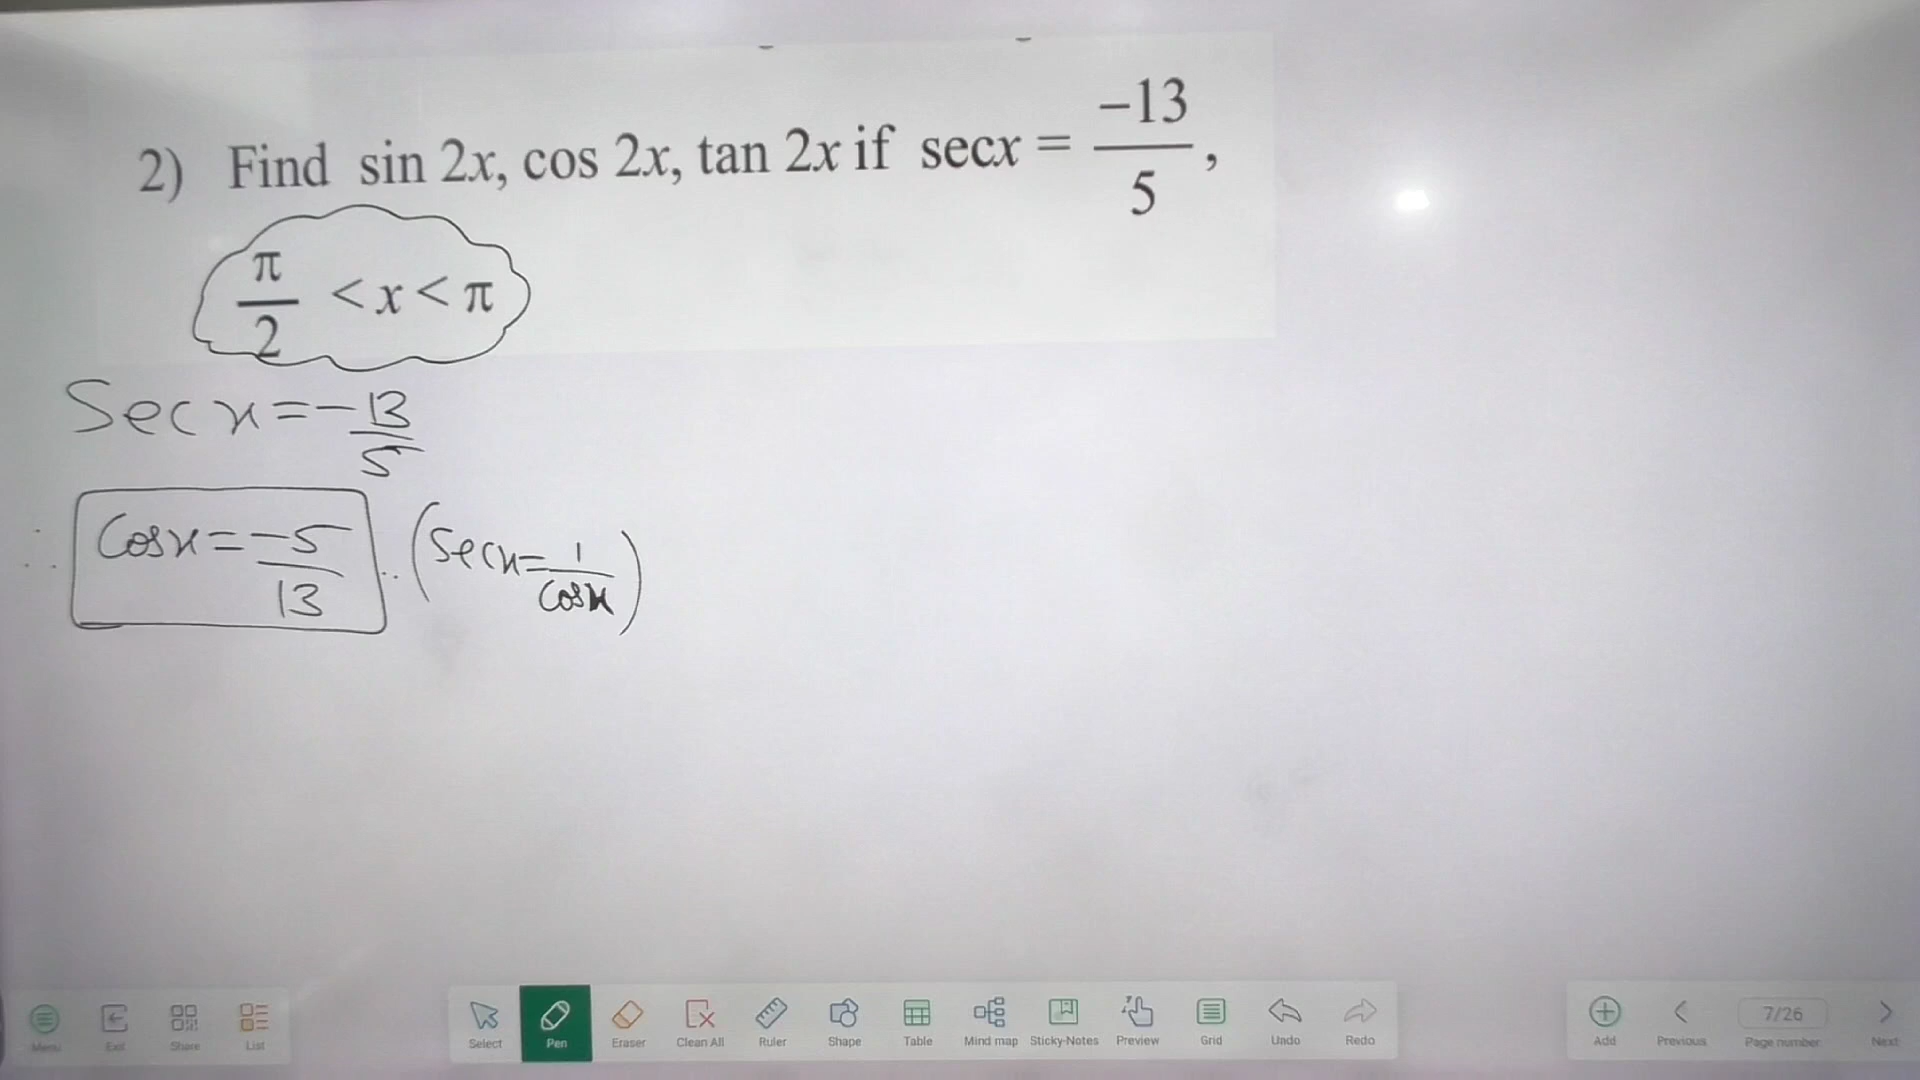 2) Find sin 2x, cos 2x, tan 2x if secx = −13/5,
π/2 < x < π
Sec x = −13/5
∴ Cosx = −5/13 .. (Secx = 1/Cosx)
Menu Exit Share List Select Pen Eraser Clean All Ruler Shape Table Mind map Sticky-Notes Preview Grid Undo Redo Add Previous 7/26 Page number Next